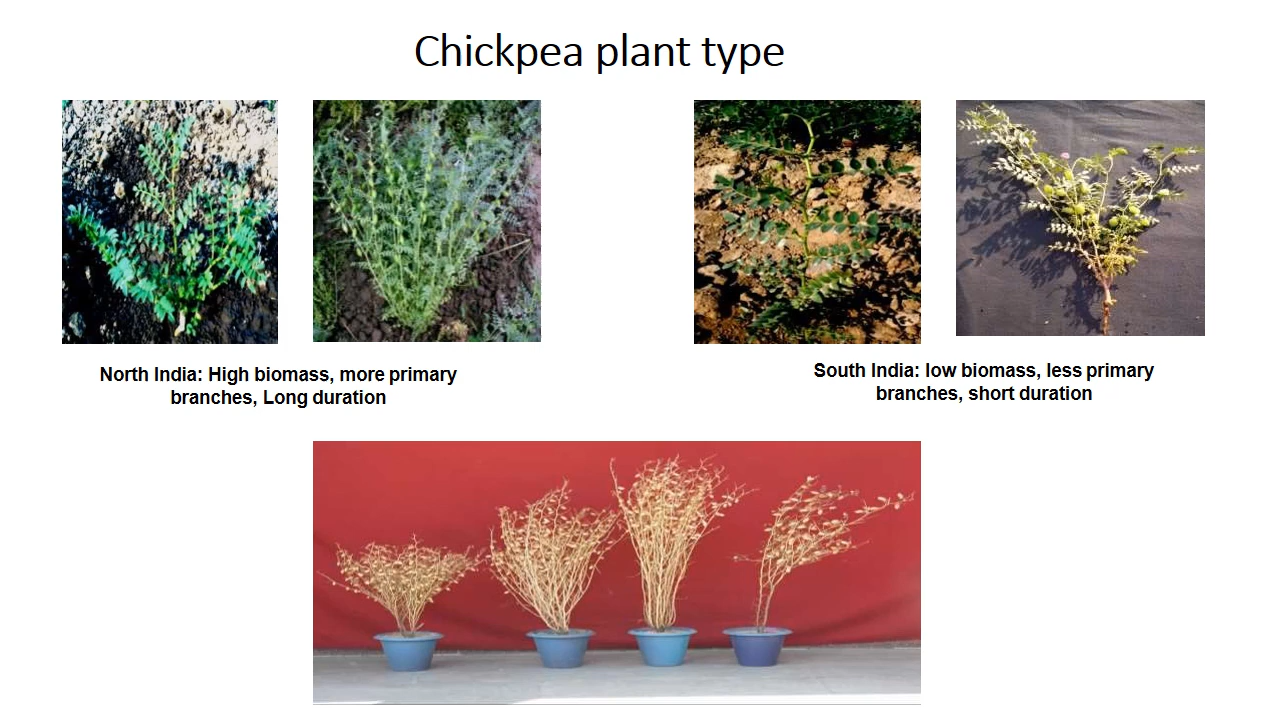 Chickpea plant type
North India: High biomass, more primary
branches, Long duration
South India: low biomass, less primary
branches, short duration